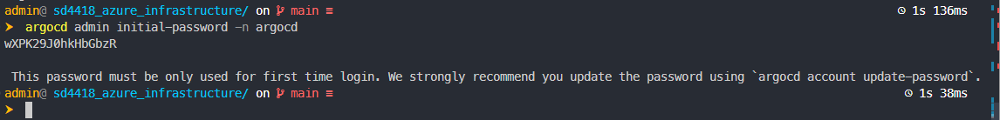 admin@ sd4418_azure_infrastructure/ on main ≡ 1s 136ms
➤ argocd admin initial-password -n argocd
wXPK29J0hkHbGbzR
This password must be only used for first time login. We strongly recommend you update the password using `argocd account update-password`.
admin@ sd4418_azure_infrastructure/ on main ≡ 1s 38ms
➤